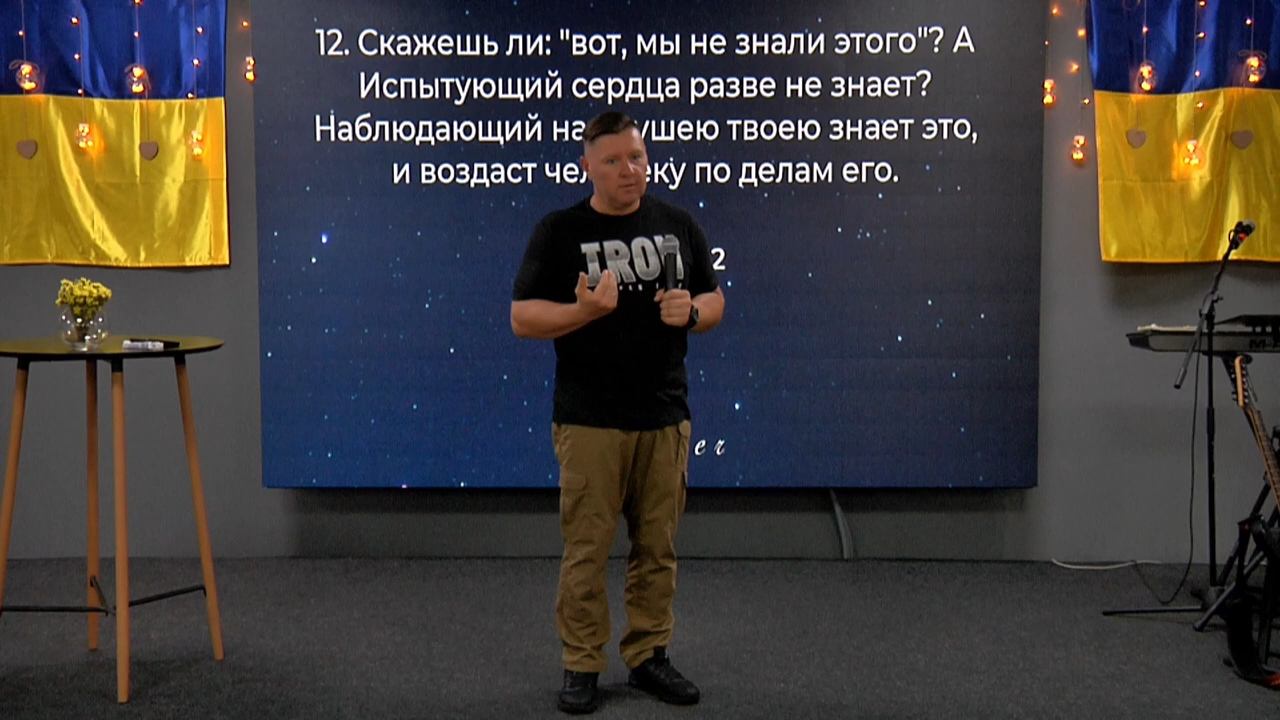 12. Скажешь ли: "вот, мы не знали этого"? А
Испытующий сердца разве не знает?
Наблюдающий на ушею твоею знает это,
и воздаст чел еку по делам его.
2
IRON
er